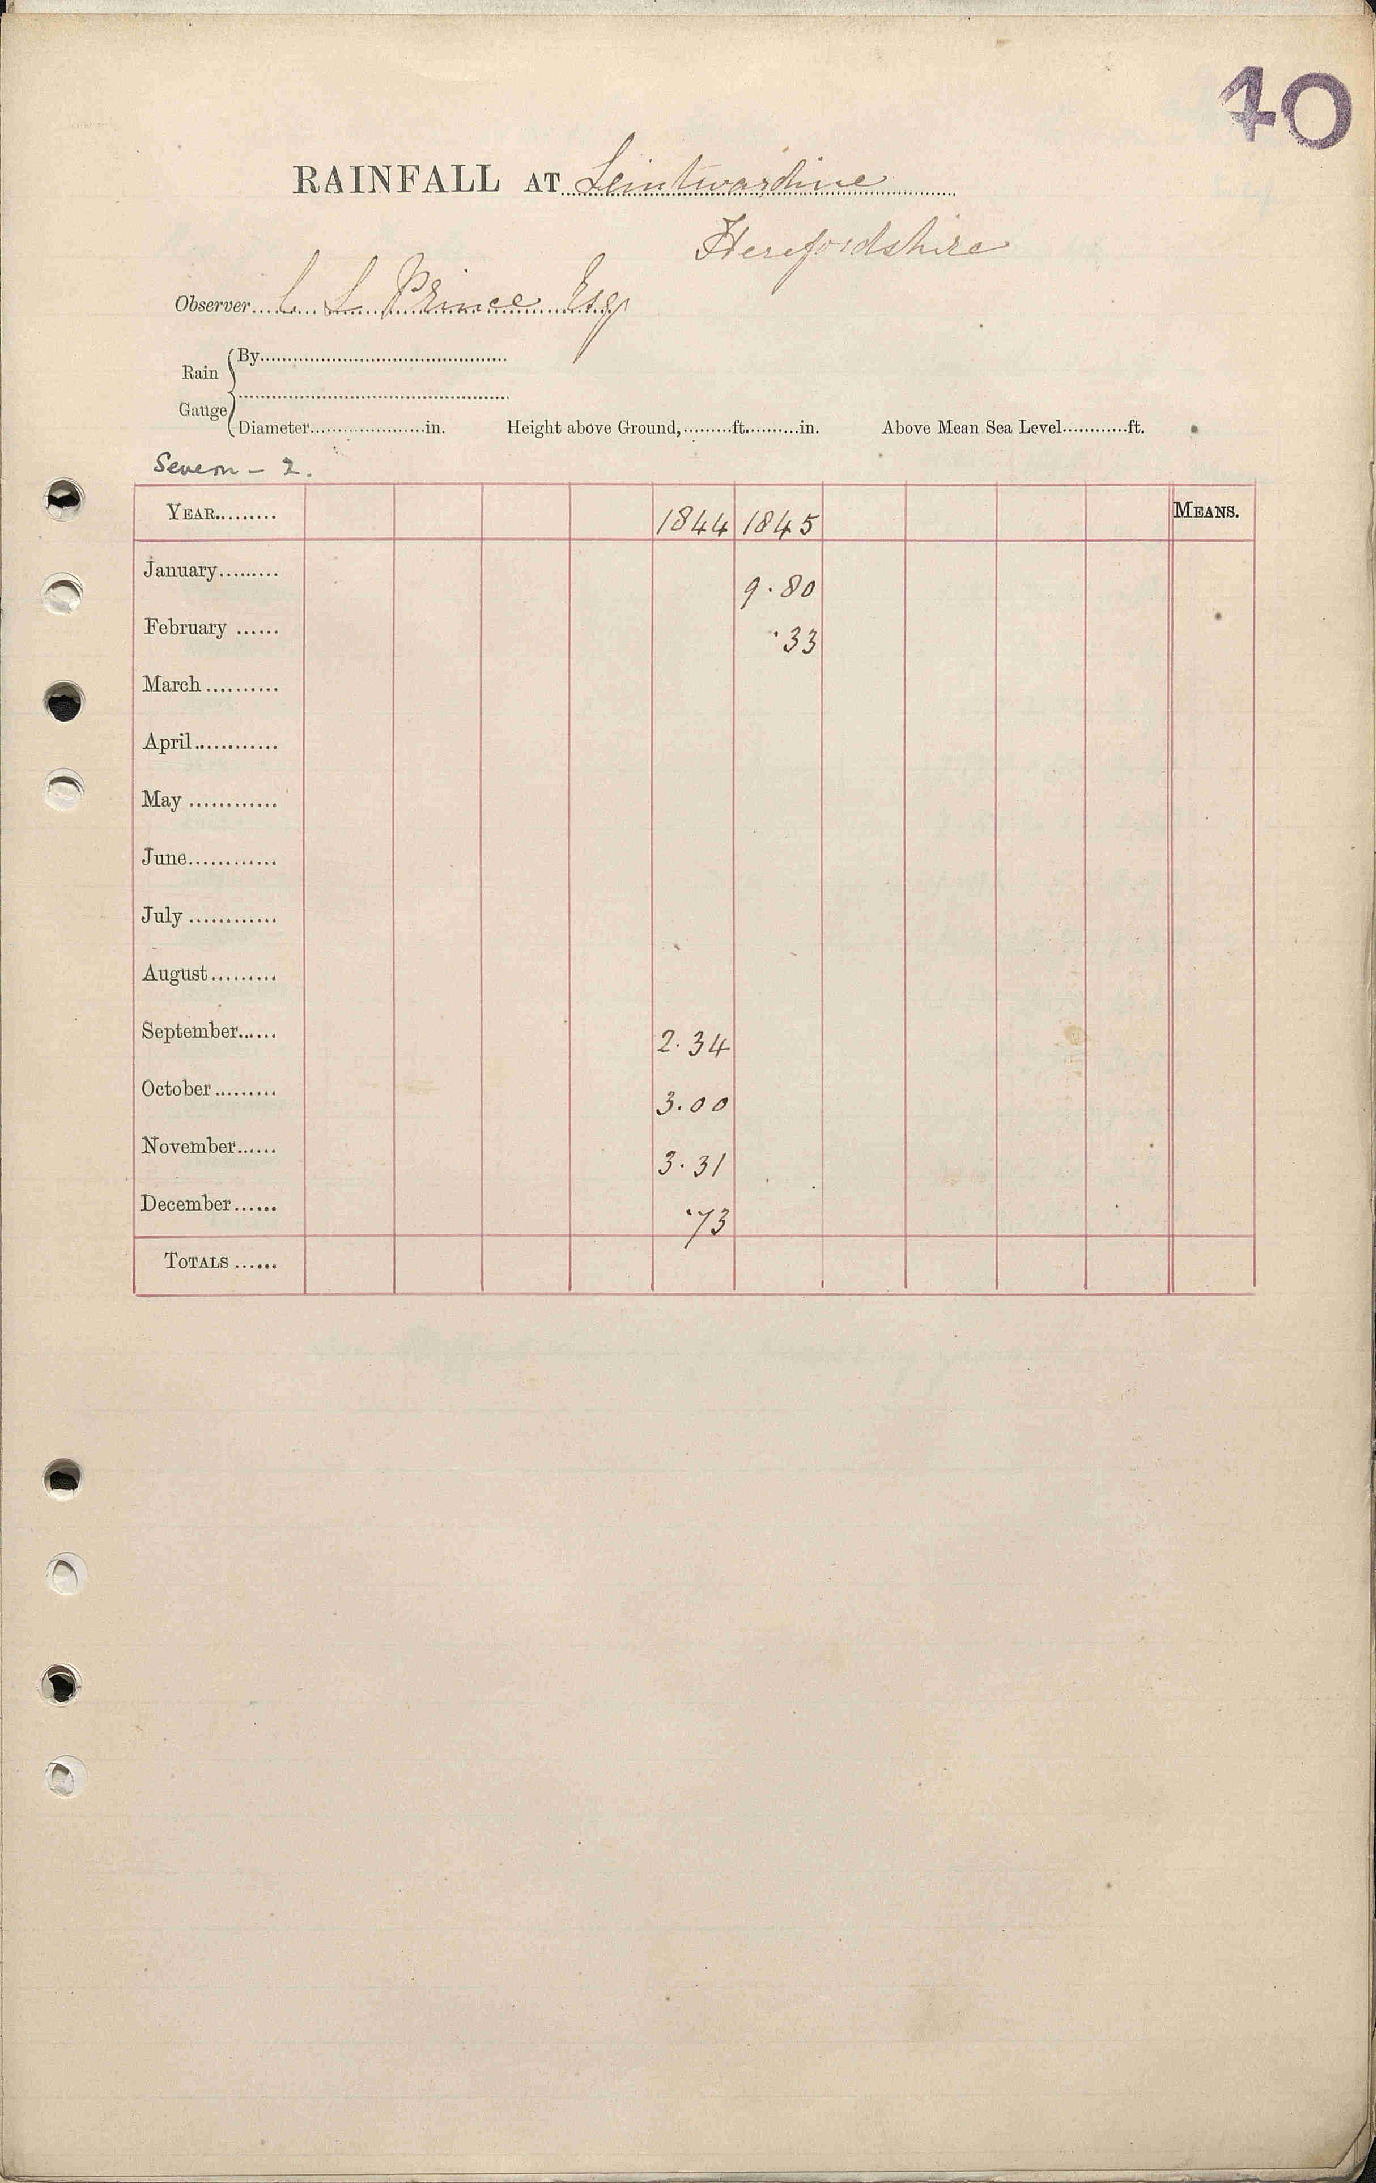 40
RAINFALL AT Leintwardine
Herefordshire
Observer C L Prince Esq
Rain Gauge
By
Diameter in. Height above Ground, ft. in. Above Mean Sea Level ft.
Severn - 2.
YEAR 1844 1845 MEANS.
January 9.80
February .33
March
April
May
June
July
August
September 2.34
October 3.00
November 3.31
December .73
TOTALS